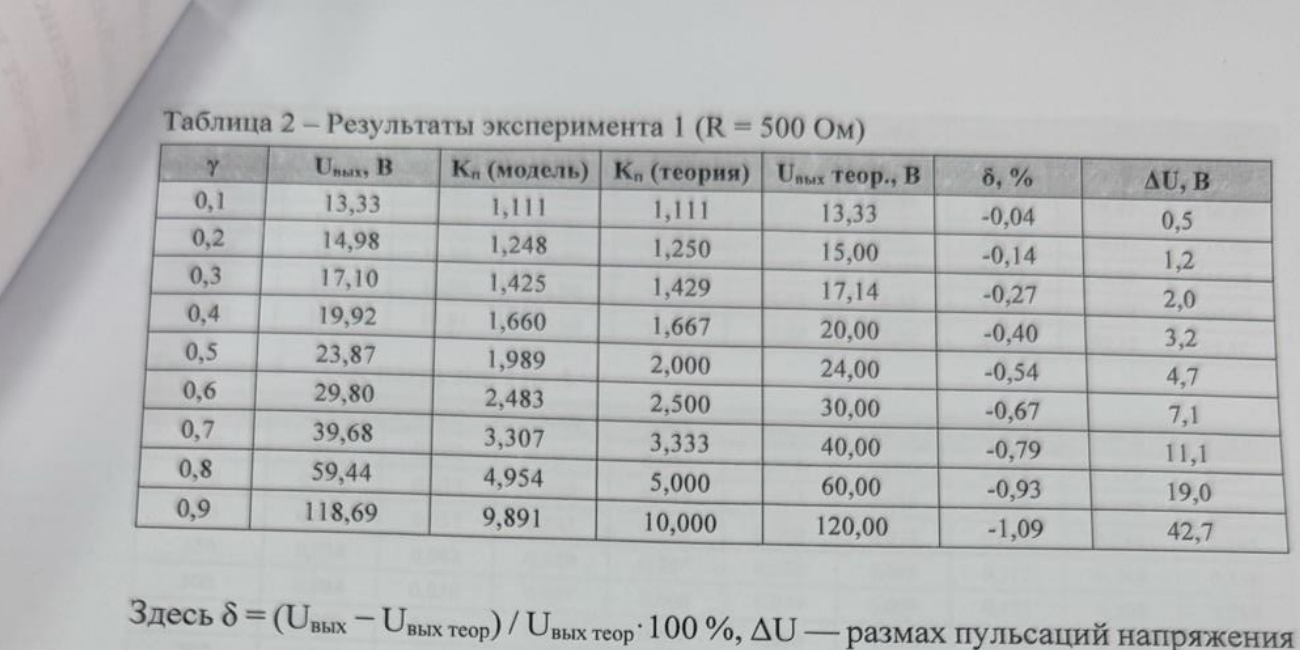 Таблица 2 – Результаты эксперимента 1 (R = 500 Ом)
γ Uвых, В Kп (модель) Kп (теория) Uвых теор., В δ, % ΔU, В
0,1 13,33 1,111 1,111 13,33 -0,04 0,5
0,2 14,98 1,248 1,250 15,00 -0,14 1,2
0,3 17,10 1,425 1,429 17,14 -0,27 2,0
0,4 19,92 1,660 1,667 20,00 -0,40 3,2
0,5 23,87 1,989 2,000 24,00 -0,54 4,7
0,6 29,80 2,483 2,500 30,00 -0,67 7,1
0,7 39,68 3,307 3,333 40,00 -0,79 11,1
0,8 59,44 4,954 5,000 60,00 -0,93 19,0
0,9 118,69 9,891 10,000 120,00 -1,09 42,7
Здесь δ = (Uвых – Uвых теор) / Uвых теор · 100 %, ΔU — размах пульсаций напряжения